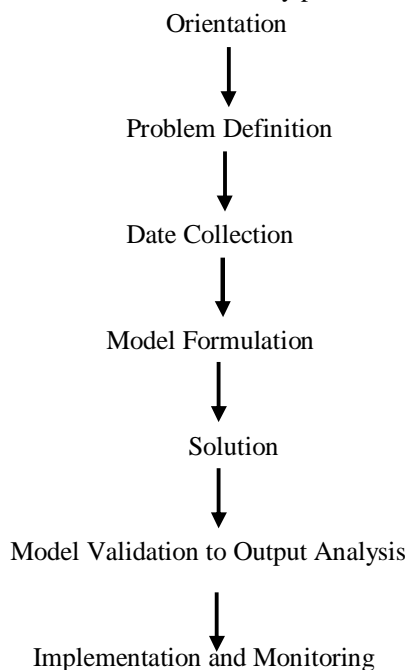 Orientation
Problem Definition
Date Collection
Model Formulation
Solution
Model Validation to Output Analysis
Implementation and Monitoring